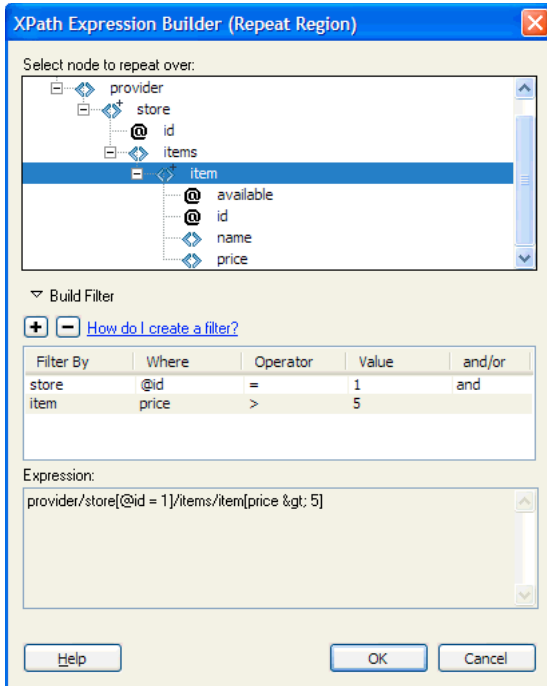 XPath Expression Builder (Repeat Region)
Select node to repeat over:
provider
store
@ id
items
item
@ available
@ id
name
price
Build Filter
How do I create a filter?
Filter By Where Operator Value and/or
store @id = 1 and
item price > 5
Expression:
provider/store[@id = 1]/items/item[price &gt; 5]
Help OK Cancel